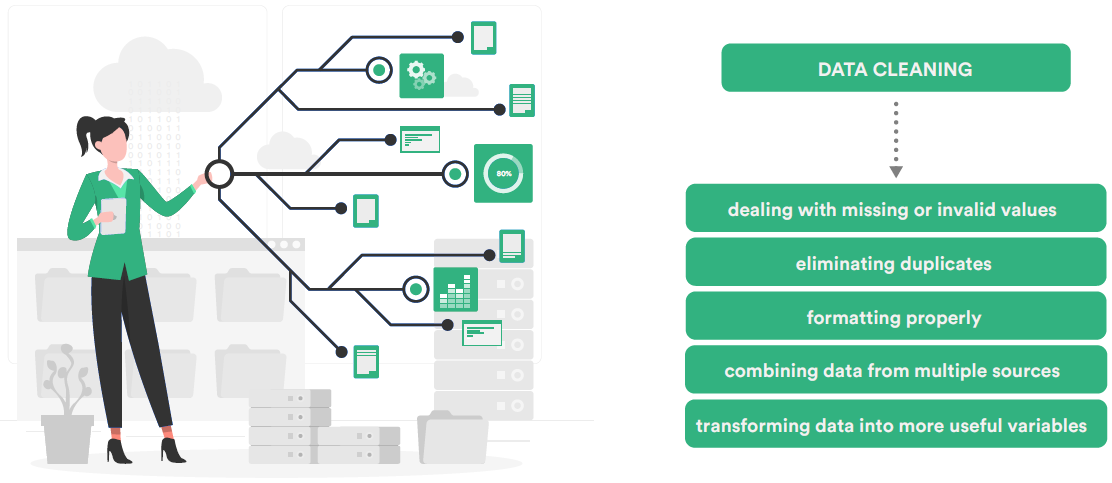 80%
DATA CLEANING
dealing with missing or invalid values
eliminating duplicates
formatting properly
combining data from multiple sources
transforming data into more useful variables